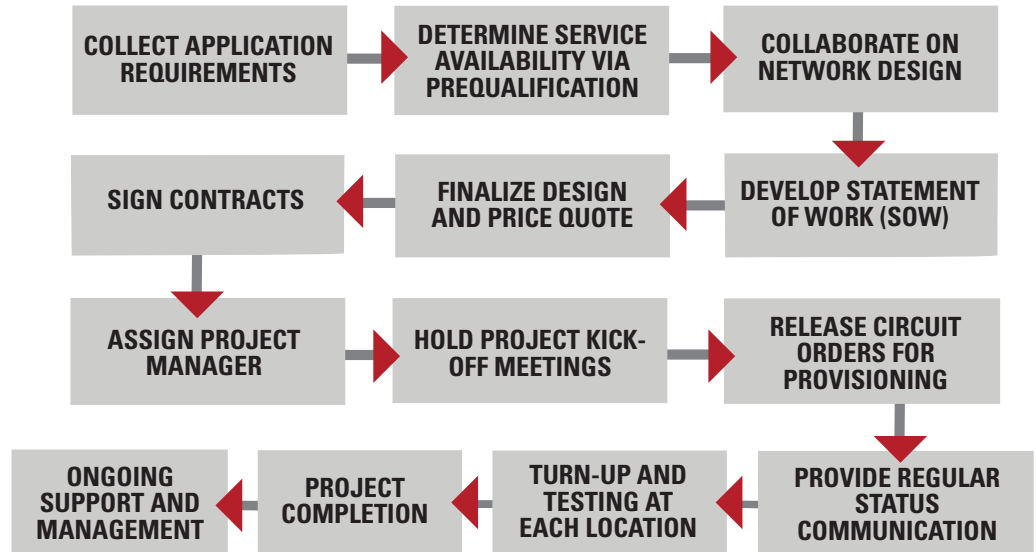 COLLECT APPLICATION
REQUIREMENTS
DETERMINE SERVICE
AVAILABILITY VIA
PREQUALIFICATION
COLLABORATE ON
NETWORK DESIGN
DEVELOP STATEMENT
OF WORK (SOW)
FINALIZE DESIGN
AND PRICE QUOTE
SIGN CONTRACTS
ASSIGN PROJECT
MANAGER
HOLD PROJECT KICK-
OFF MEETINGS
RELEASE CIRCUIT
ORDERS FOR
PROVISIONING
PROVIDE REGULAR
STATUS
COMMUNICATION
TURN-UP AND
TESTING AT
EACH LOCATION
PROJECT
COMPLETION
ONGOING
SUPPORT AND
MANAGEMENT